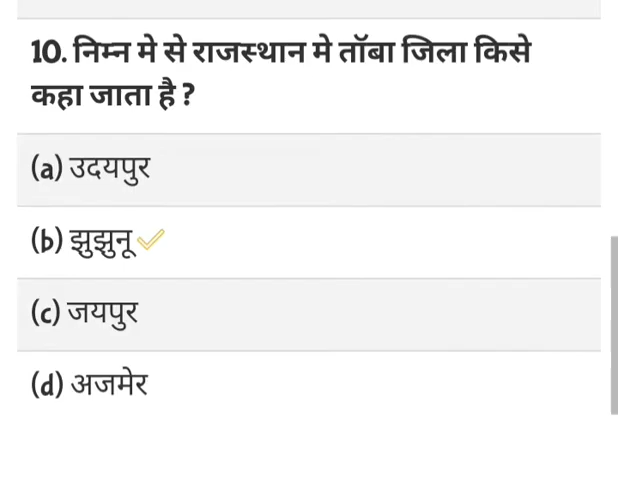 10. निम्न मे से राजस्थान मे ताँबा जिला किसे
कहा जाता है ?
(a) उदयपुर
(b) झुझुनू
(c) जयपुर
(d) अजमेर